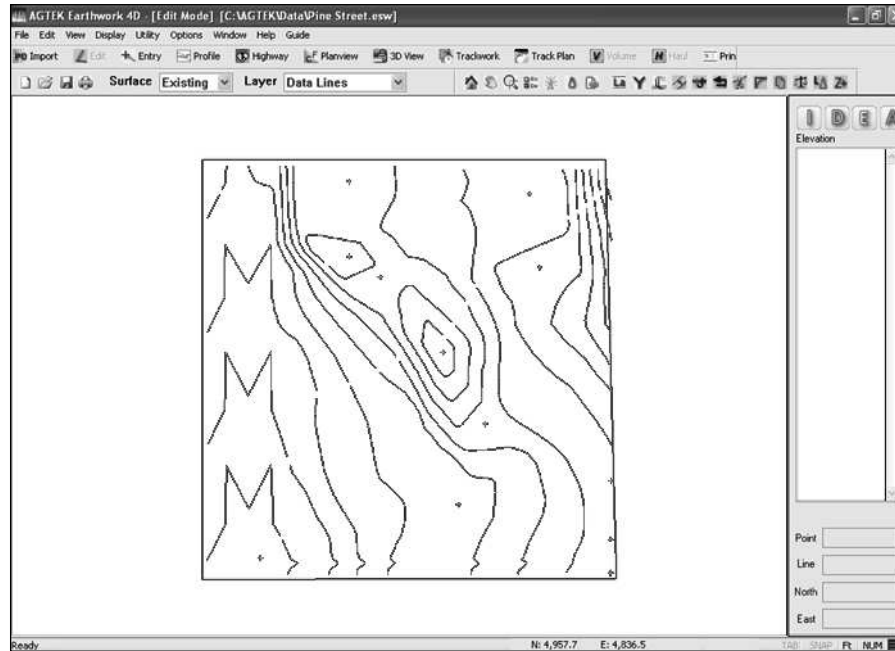 AGTEK Earthwork 4D - [Edit Mode] [C:\AGTEK\Data\Pine Street.esw]
File Edit View Display Utility Options Window Help Guide
Import Edit Entry Profile Highway Planview 3D View Trackwork Track Plan Volume Haul Prin
Surface Existing Layer Data Lines
I D E A
Elevation
Point
Line
North
East
Ready N: 4,957.7 E: 4,836.5 TAB SNAP Ft NUM